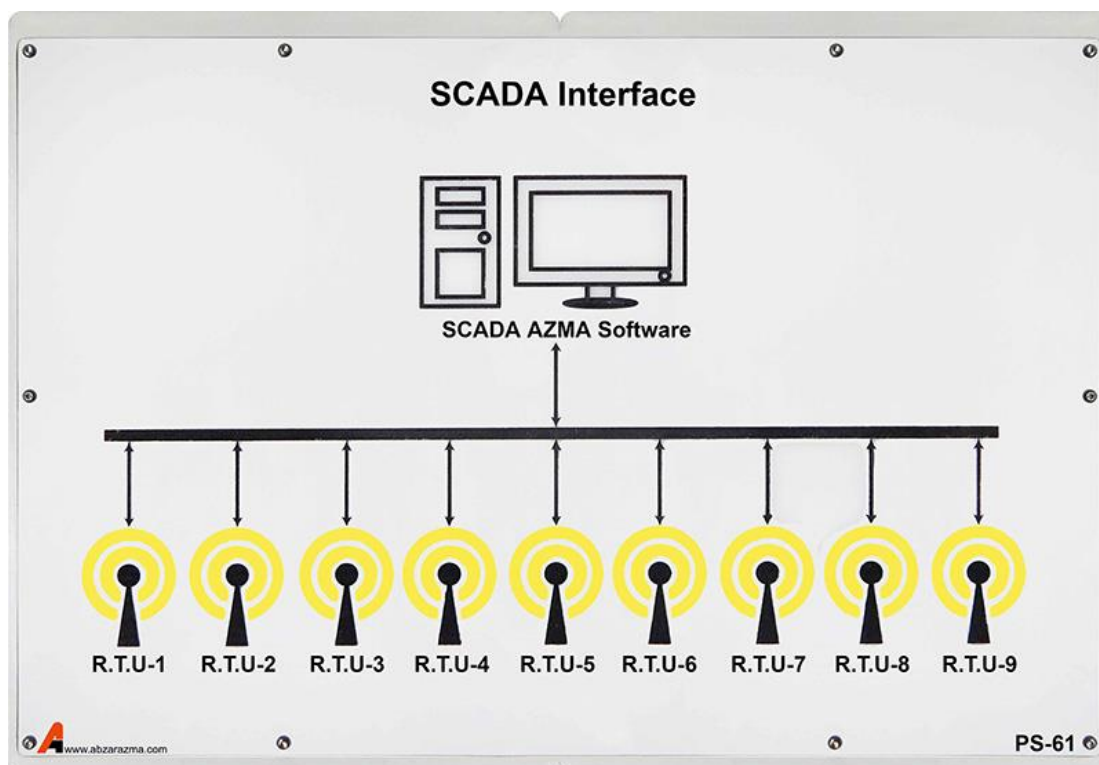 SCADA Interface
SCADA AZMA Software
R.T.U-1 R.T.U-2 R.T.U-3 R.T.U-4 R.T.U-5 R.T.U-6 R.T.U-7 R.T.U-8 R.T.U-9
www.abzarazma.com
PS-61